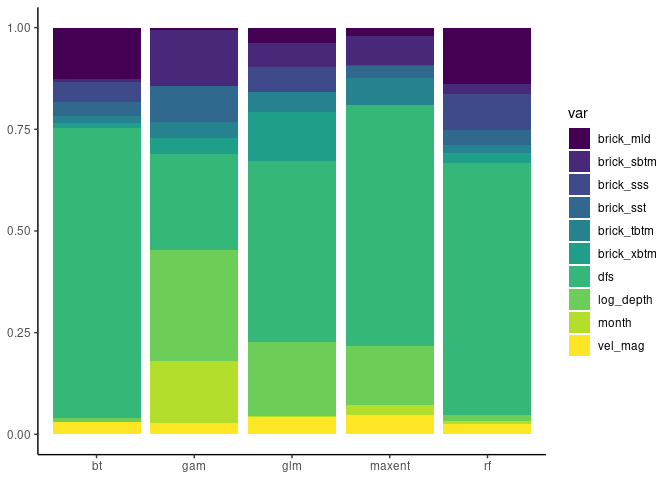 1.00
0.75
0.50
0.25
0.00
bt gam glm maxent rf
var
brick_mld
brick_sbtm
brick_sss
brick_sst
brick_tbtm
brick_xbtm
dfs
log_depth
month
vel_mag